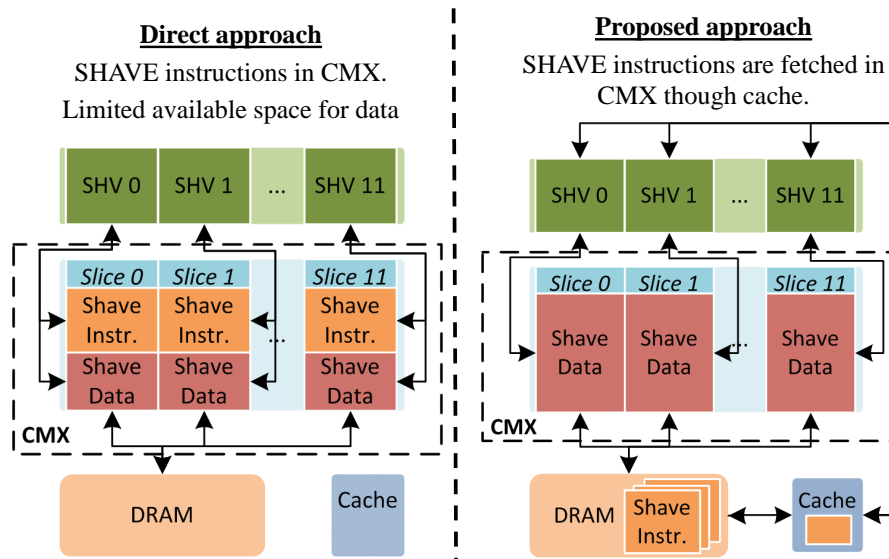 Direct approach
SHAVE instructions in CMX.
Limited available space for data
SHV 0 SHV 1 ... SHV 11
Slice 0 Slice 1 Slice 11
Shave Instr. Shave Instr. ... Shave Instr.
Shave Data Shave Data Shave Data
CMX
DRAM
Cache
Proposed approach
SHAVE instructions are fetched in
CMX though cache.
SHV 0 SHV 1 ... SHV 11
Slice 0 Slice 1 Slice 11
Shave Data Shave Data ... Shave Data
CMX
DRAM
Shave
Instr.
Cache